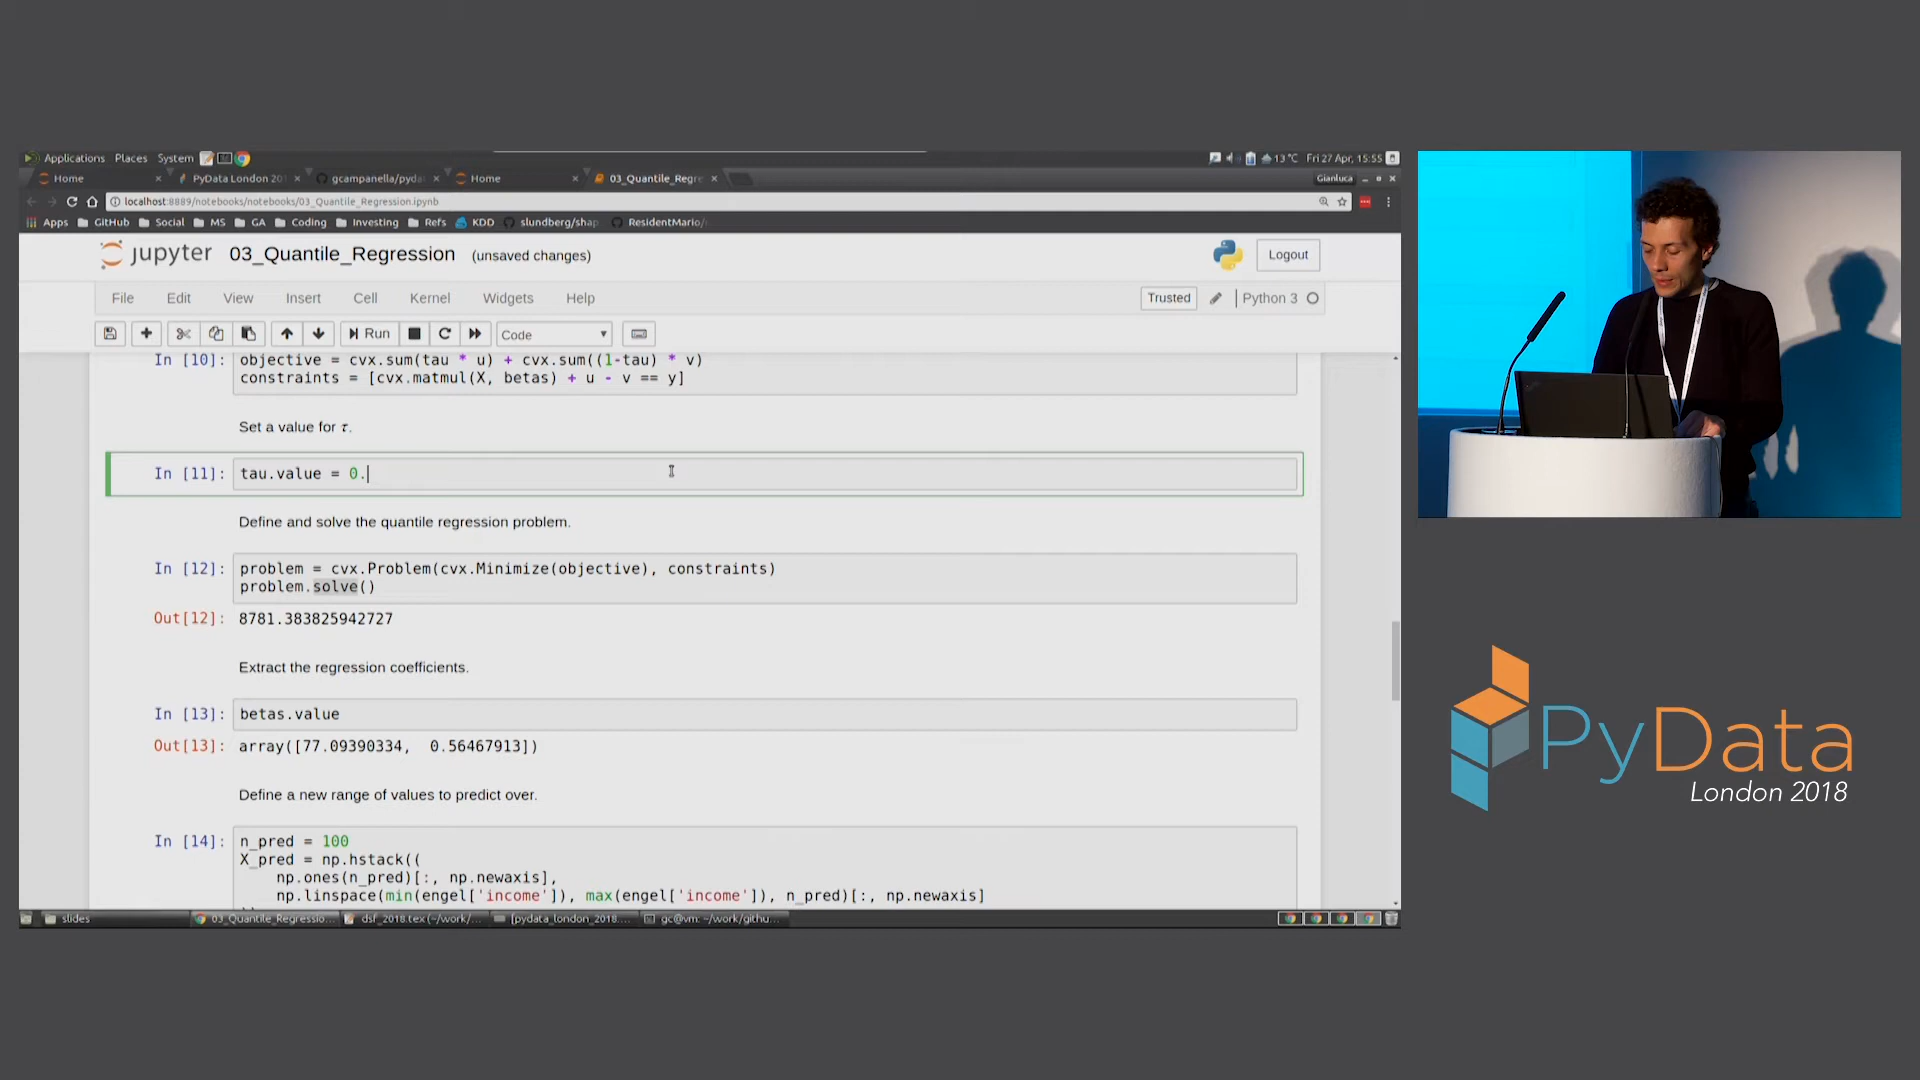 Applications Places System
13 °C Fri 27 Apr, 15:55
Home
PyData London 20
gcampanella/pyda
Home
03_Quantile_Regre
Gianluca
localhost:8889/notebooks/notebooks/03_Quantile_Regression.ipynb
Apps GitHub Social MS GA Coding Investing Refs KDD slundberg/shap ResidentMario/
jupyter 03_Quantile_Regression (unsaved changes)
Logout
File Edit View Insert Cell Kernel Widgets Help
Trusted Python 3
Run Code
In [10]: objective = cvx.sum(tau * u) + cvx.sum((1-tau) * v)
constraints = [cvx.matmul(X, betas) + u - v == y]
Set a value for τ.
In [11]: tau.value = 0.
Define and solve the quantile regression problem.
In [12]: problem = cvx.Problem(cvx.Minimize(objective), constraints)
problem.solve()
Out[12]: 8781.383825942727
Extract the regression coefficients.
In [13]: betas.value
Out[13]: array([77.09390334, 0.56467913])
Define a new range of values to predict over.
In [14]: n_pred = 100
X_pred = np.hstack((
np.ones(n_pred)[:, np.newaxis],
np.linspace(min(engel['income']), max(engel['income']), n_pred)[:, np.newaxis]
slides
03_Quantile_Regressio...
dsf_2018.tex (~/work/...
[pydata_london_2018....
gc@vm: ~/work/githu...
PyData
London 2018